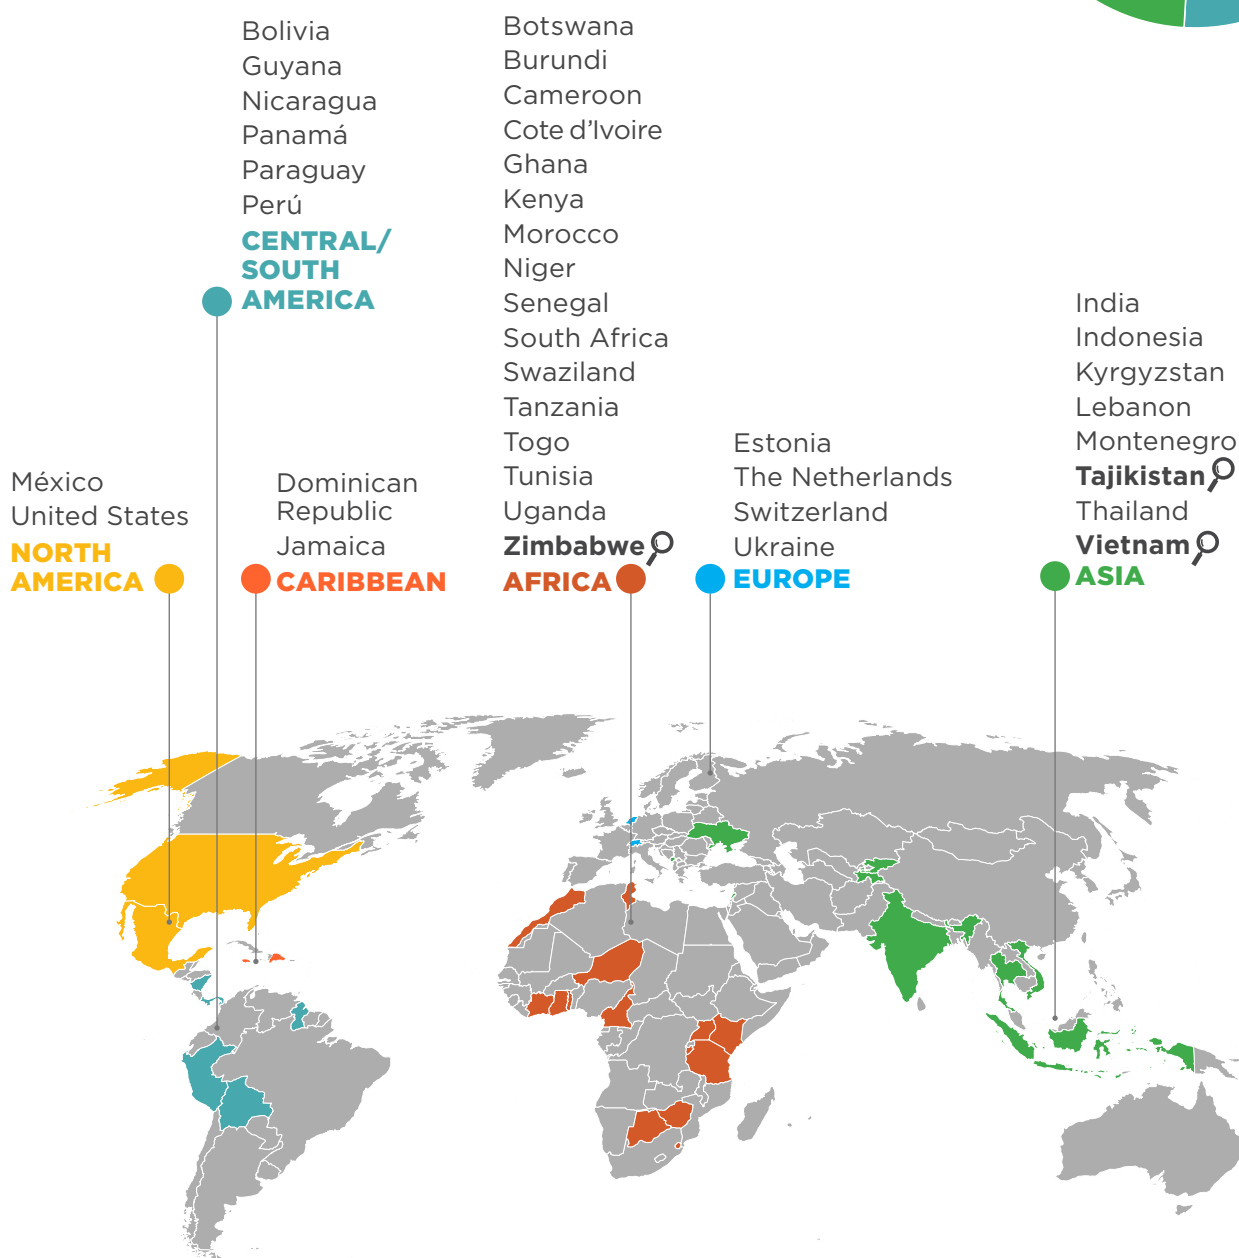 Bolivia
Guyana
Nicaragua
Panamá
Paraguay
Perú
CENTRAL/
SOUTH
AMERICA
Botswana
Burundi
Cameroon
Cote d'Ivoire
Ghana
Kenya
Morocco
Niger
Senegal
South Africa
Swaziland
Tanzania
Togo
Tunisia
Uganda
Zimbabwe
AFRICA
India
Indonesia
Kyrgyzstan
Lebanon
Montenegro
Tajikistan
Thailand
Vietnam
ASIA
México
United States
NORTH
AMERICA
Dominican
Republic
Jamaica
CARIBBEAN
Estonia
The Netherlands
Switzerland
Ukraine
EUROPE